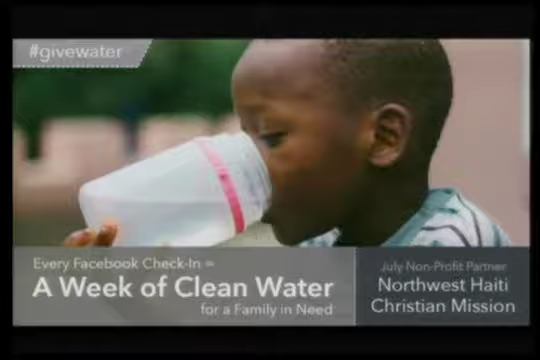 #givewater
Every Facebook Check-In =
A Week of Clean Water
for a Family in Need
July Non-Profit Partner
Northwest Haiti
Christian Mission